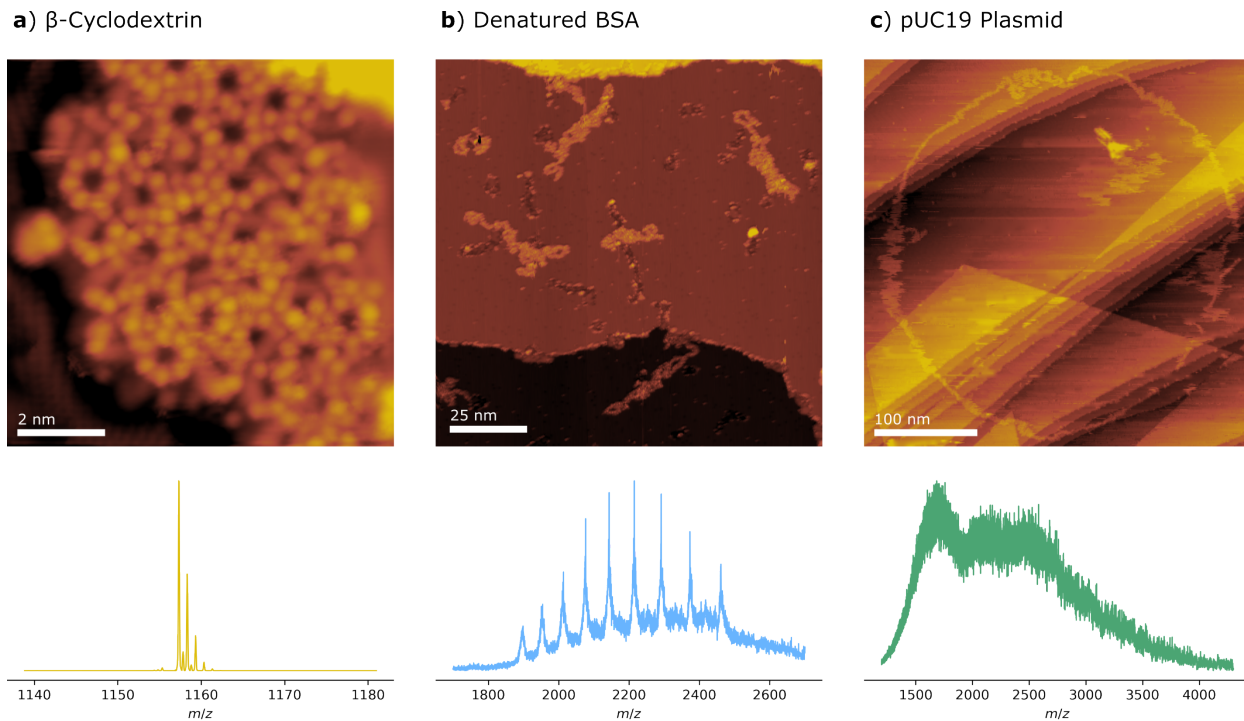 a) β-Cyclodextrin
b) Denatured BSA
c) pUC19 Plasmid
2 nm
25 nm
100 nm
1140 1150 1160 1170 1180
m/z
1800 2000 2200 2400 2600
m/z
1500 2000 2500 3000 3500 4000
m/z